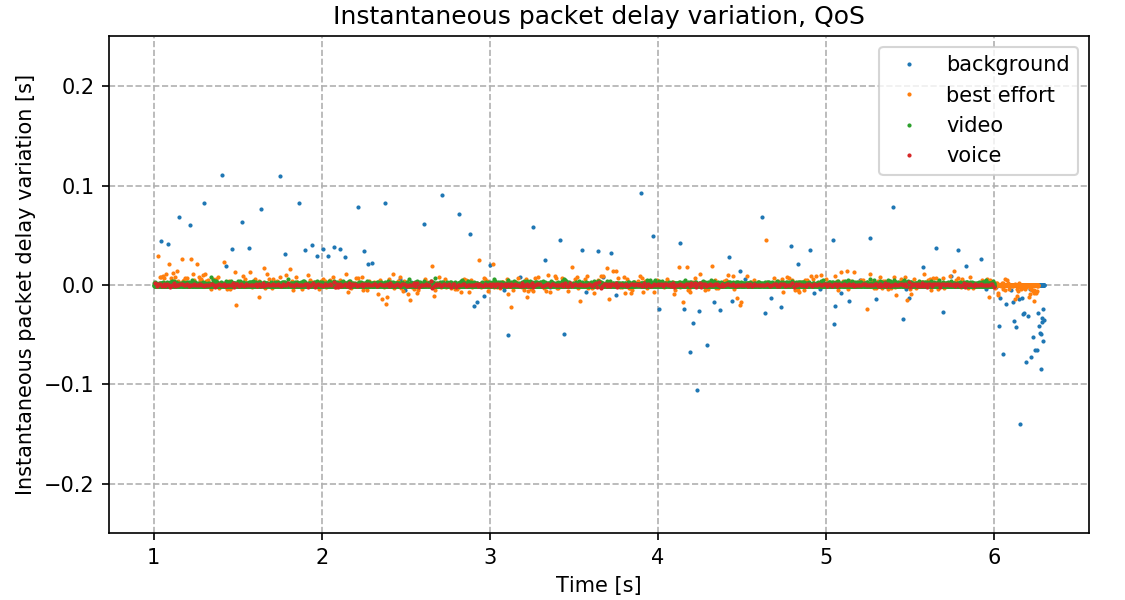 Instantaneous packet delay variation, QoS
Instantaneous packet delay variation [s]
0.2
0.1
0.0
−0.1
−0.2
background
best effort
video
voice
1 2 3 4 5 6
Time [s]